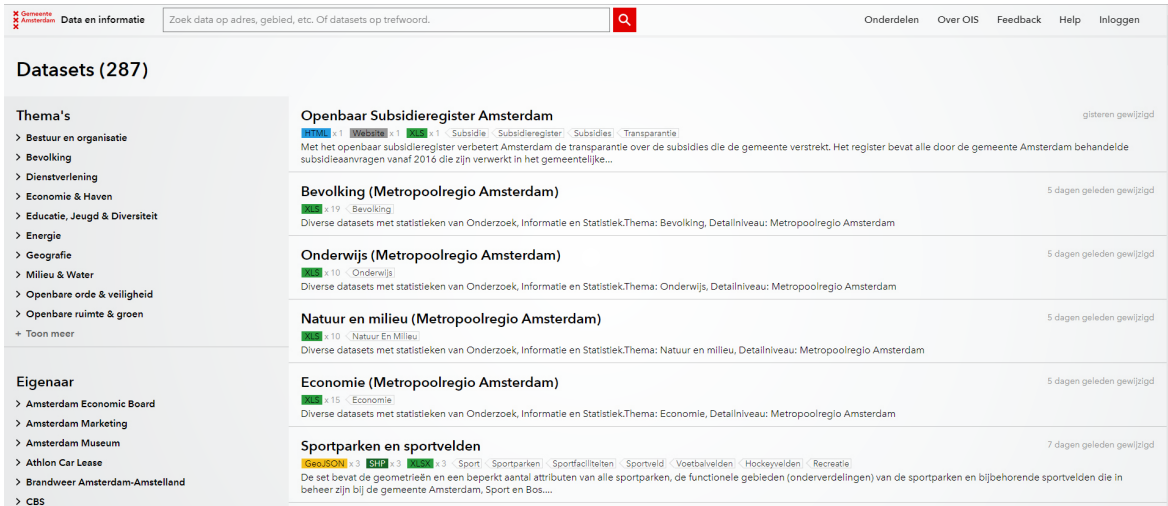 Gemeente
Amsterdam
Data en informatie
Zoek data op adres, gebied, etc. Of datasets op trefwoord.
Onderdelen Over OIS Feedback Help Inloggen
Datasets (287)
Thema's
> Bestuur en organisatie
> Bevolking
> Dienstverlening
> Economie & Haven
> Educatie, Jeugd & Diversiteit
> Energie
> Geografie
> Milieu & Water
> Openbare orde & veiligheid
> Openbare ruimte & groen
+ Toon meer
Eigenaar
> Amsterdam Economic Board
> Amsterdam Marketing
> Amsterdam Museum
> Athlon Car Lease
> Brandweer Amsterdam-Amstelland
> CBS
Openbaar Subsidieregister Amsterdam
gisteren gewijzigd
HTML x 1 Website x 1 XLS x 1 Subsidie Subsidieregister Subsidies Transparantie
Met het openbaar subsidieregister verbetert Amsterdam de transparantie over de subsidies die de gemeente verstrekt. Het register bevat alle door de gemeente Amsterdam behandelde
subsidieaanvragen vanaf 2016 die zijn verwerkt in het gemeentelijke...
Bevolking (Metropoolregio Amsterdam)
5 dagen geleden gewijzigd
XLS x 19 Bevolking
Diverse datasets met statistieken van Onderzoek, Informatie en Statistiek.Thema: Bevolking, Detailniveau: Metropoolregio Amsterdam
Onderwijs (Metropoolregio Amsterdam)
5 dagen geleden gewijzigd
XLS x 10 Onderwijs
Diverse datasets met statistieken van Onderzoek, Informatie en Statistiek.Thema: Onderwijs, Detailniveau: Metropoolregio Amsterdam
Natuur en milieu (Metropoolregio Amsterdam)
5 dagen geleden gewijzigd
XLS x 10 Natuur En Milieu
Diverse datasets met statistieken van Onderzoek, Informatie en Statistiek.Thema: Natuur en milieu, Detailniveau: Metropoolregio Amsterdam
Economie (Metropoolregio Amsterdam)
5 dagen geleden gewijzigd
XLS x 15 Economie
Diverse datasets met statistieken van Onderzoek, Informatie en Statistiek.Thema: Economie, Detailniveau: Metropoolregio Amsterdam
Sportparken en sportvelden
7 dagen geleden gewijzigd
GeoJSON x 3 SHP x 3 XLSX x 3 Sport Sportparken Sportfaciliteiten Sportveld Voetbalvelden Hockeyvelden Recreatie
De set bevat de geometrieën en een beperkt aantal attributen van alle sportparken, de functionele gebieden (onderverdelingen) van de sportparken en bijbehorende sportvelden die in
beheer zijn bij de gemeente Amsterdam, Sport en Bos....